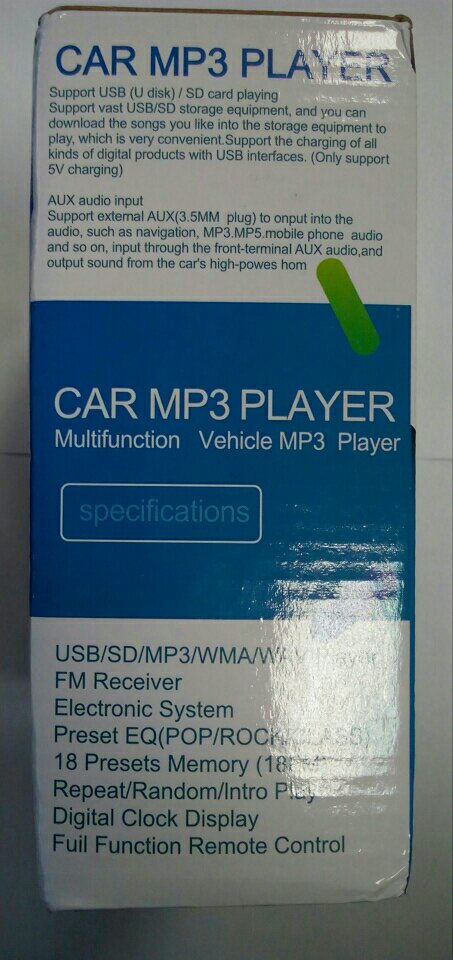 CAR MP3 PLAYER
Support USB (U disk) / SD card playing
Support vast USB/SD storage equipment, and you can
download the songs you like into the storage equipment to
play, which is very convenient.Support the charging of all
kinds of digital products with USB interfaces. (Only support
5V charging)
AUX audio input
Support external AUX(3.5MM plug) to onput into the
audio, such as navigation, MP3.MP5.mobile phone audio
and so on, input through the front-terminal AUX audio,and
output sound from the car's high-powes hom
CAR MP3 PLAYER
Multifunction Vehicle MP3 Player
specifications
USB/SD/MP3/WMA/WAV Player
FM Receiver
Electronic System
Preset EQ(POP/ROCK/CLASS)
18 Presets Memory
Repeat/Random/Intro Play
Digital Clock Display
Fuil Function Remote Control